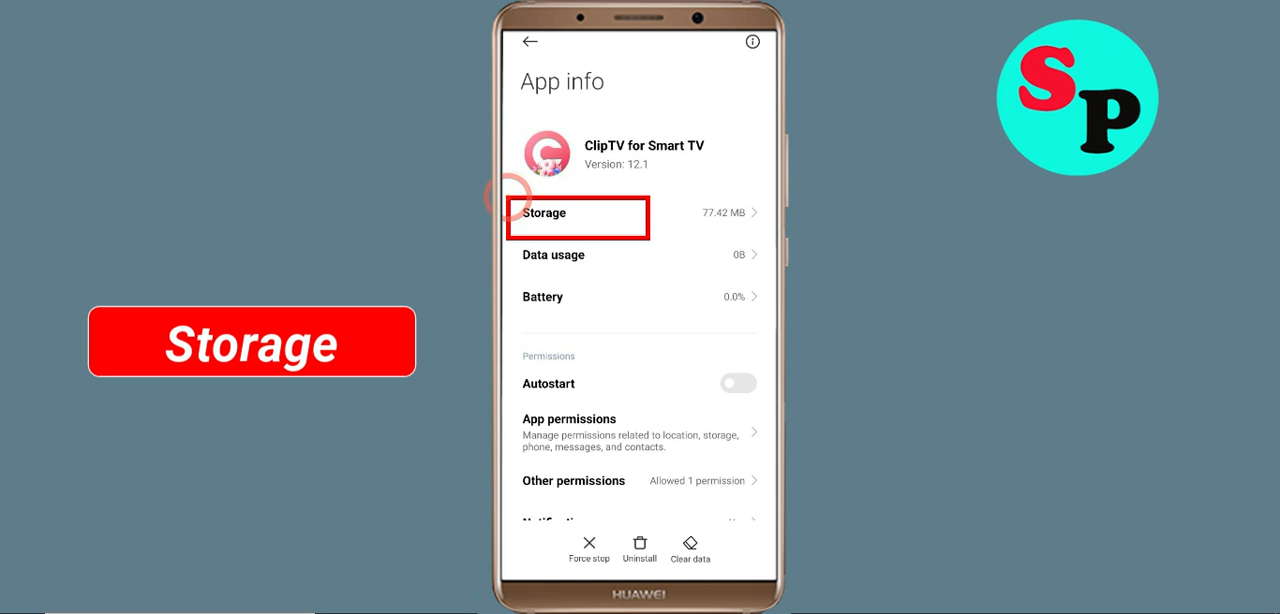 App info
ClipTV for Smart TV
Version: 12.1
Storage 77.42 MB
Data usage 0B
Battery 0.0%
Permissions
Autostart
App permissions
Manage permissions related to location, storage,
phone, messages, and contacts.
Other permissions Allowed 1 permission
Force stop Uninstall Clear data
HUAWEI
Storage
SP